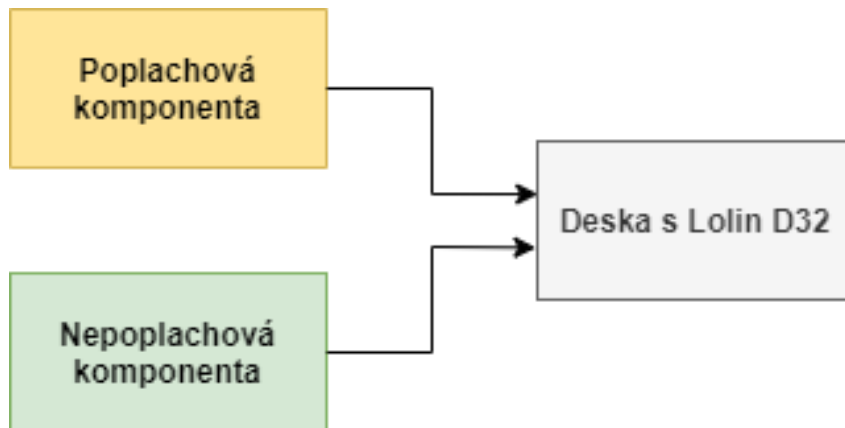 Poplachová
komponenta
Deska s Lolin D32
Nepoplachová
komponenta